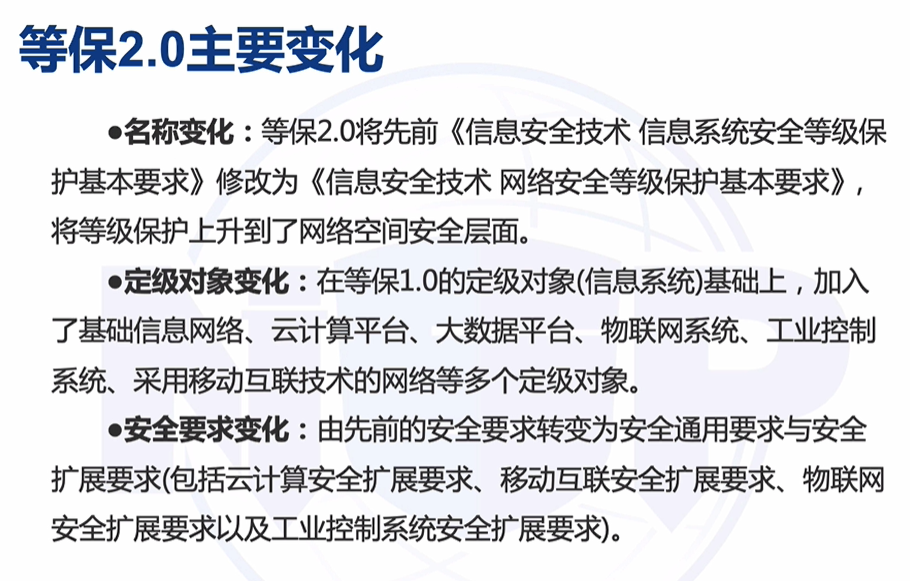 等保2.0主要变化
●名称变化：等保2.0将先前《信息安全技术 信息系统安全等级保
护基本要求》修改为《信息安全技术 网络安全等级保护基本要求》,
将等级保护上升到了网络空间安全层面。
●定级对象变化：在等保1.0的定级对象(信息系统)基础上，加入
了基础信息网络、云计算平台、大数据平台、物联网系统、工业控制
系统、采用移动互联技术的网络等多个定级对象。
●安全要求变化：由先前的安全要求转变为安全通用要求与安全
扩展要求(包括云计算安全扩展要求、移动互联安全扩展要求、物联网
安全扩展要求以及工业控制系统安全扩展要求)。